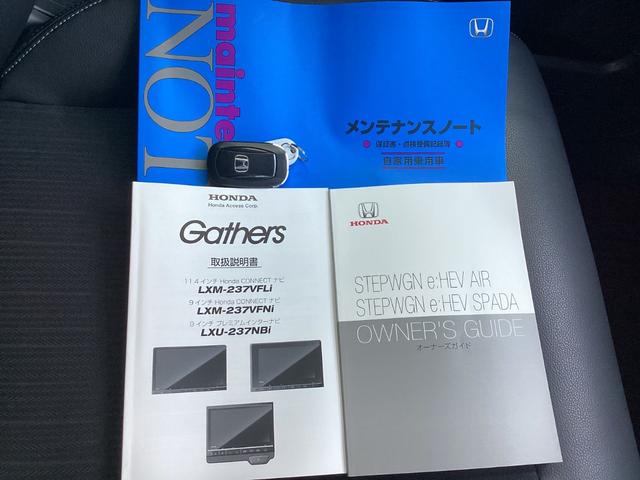 mainte
NOT
メンテナンスノート
保証書・点検整備記録簿
自家用乗用車
HONDA
Honda Access Corp.
Gathers
取扱説明書
11.4インチ Honda CONNECT ナビ
LXM-237VFLi
9インチ Honda CONNECT ナビ
LXM-237VFNi
9インチ プレミアムインターナビ
LXU-237NBi
HONDA
STEPWGN e:HEV AIR
STEPWGN e:HEV SPADA
OWNER'S GUIDE
オーナーズガイド